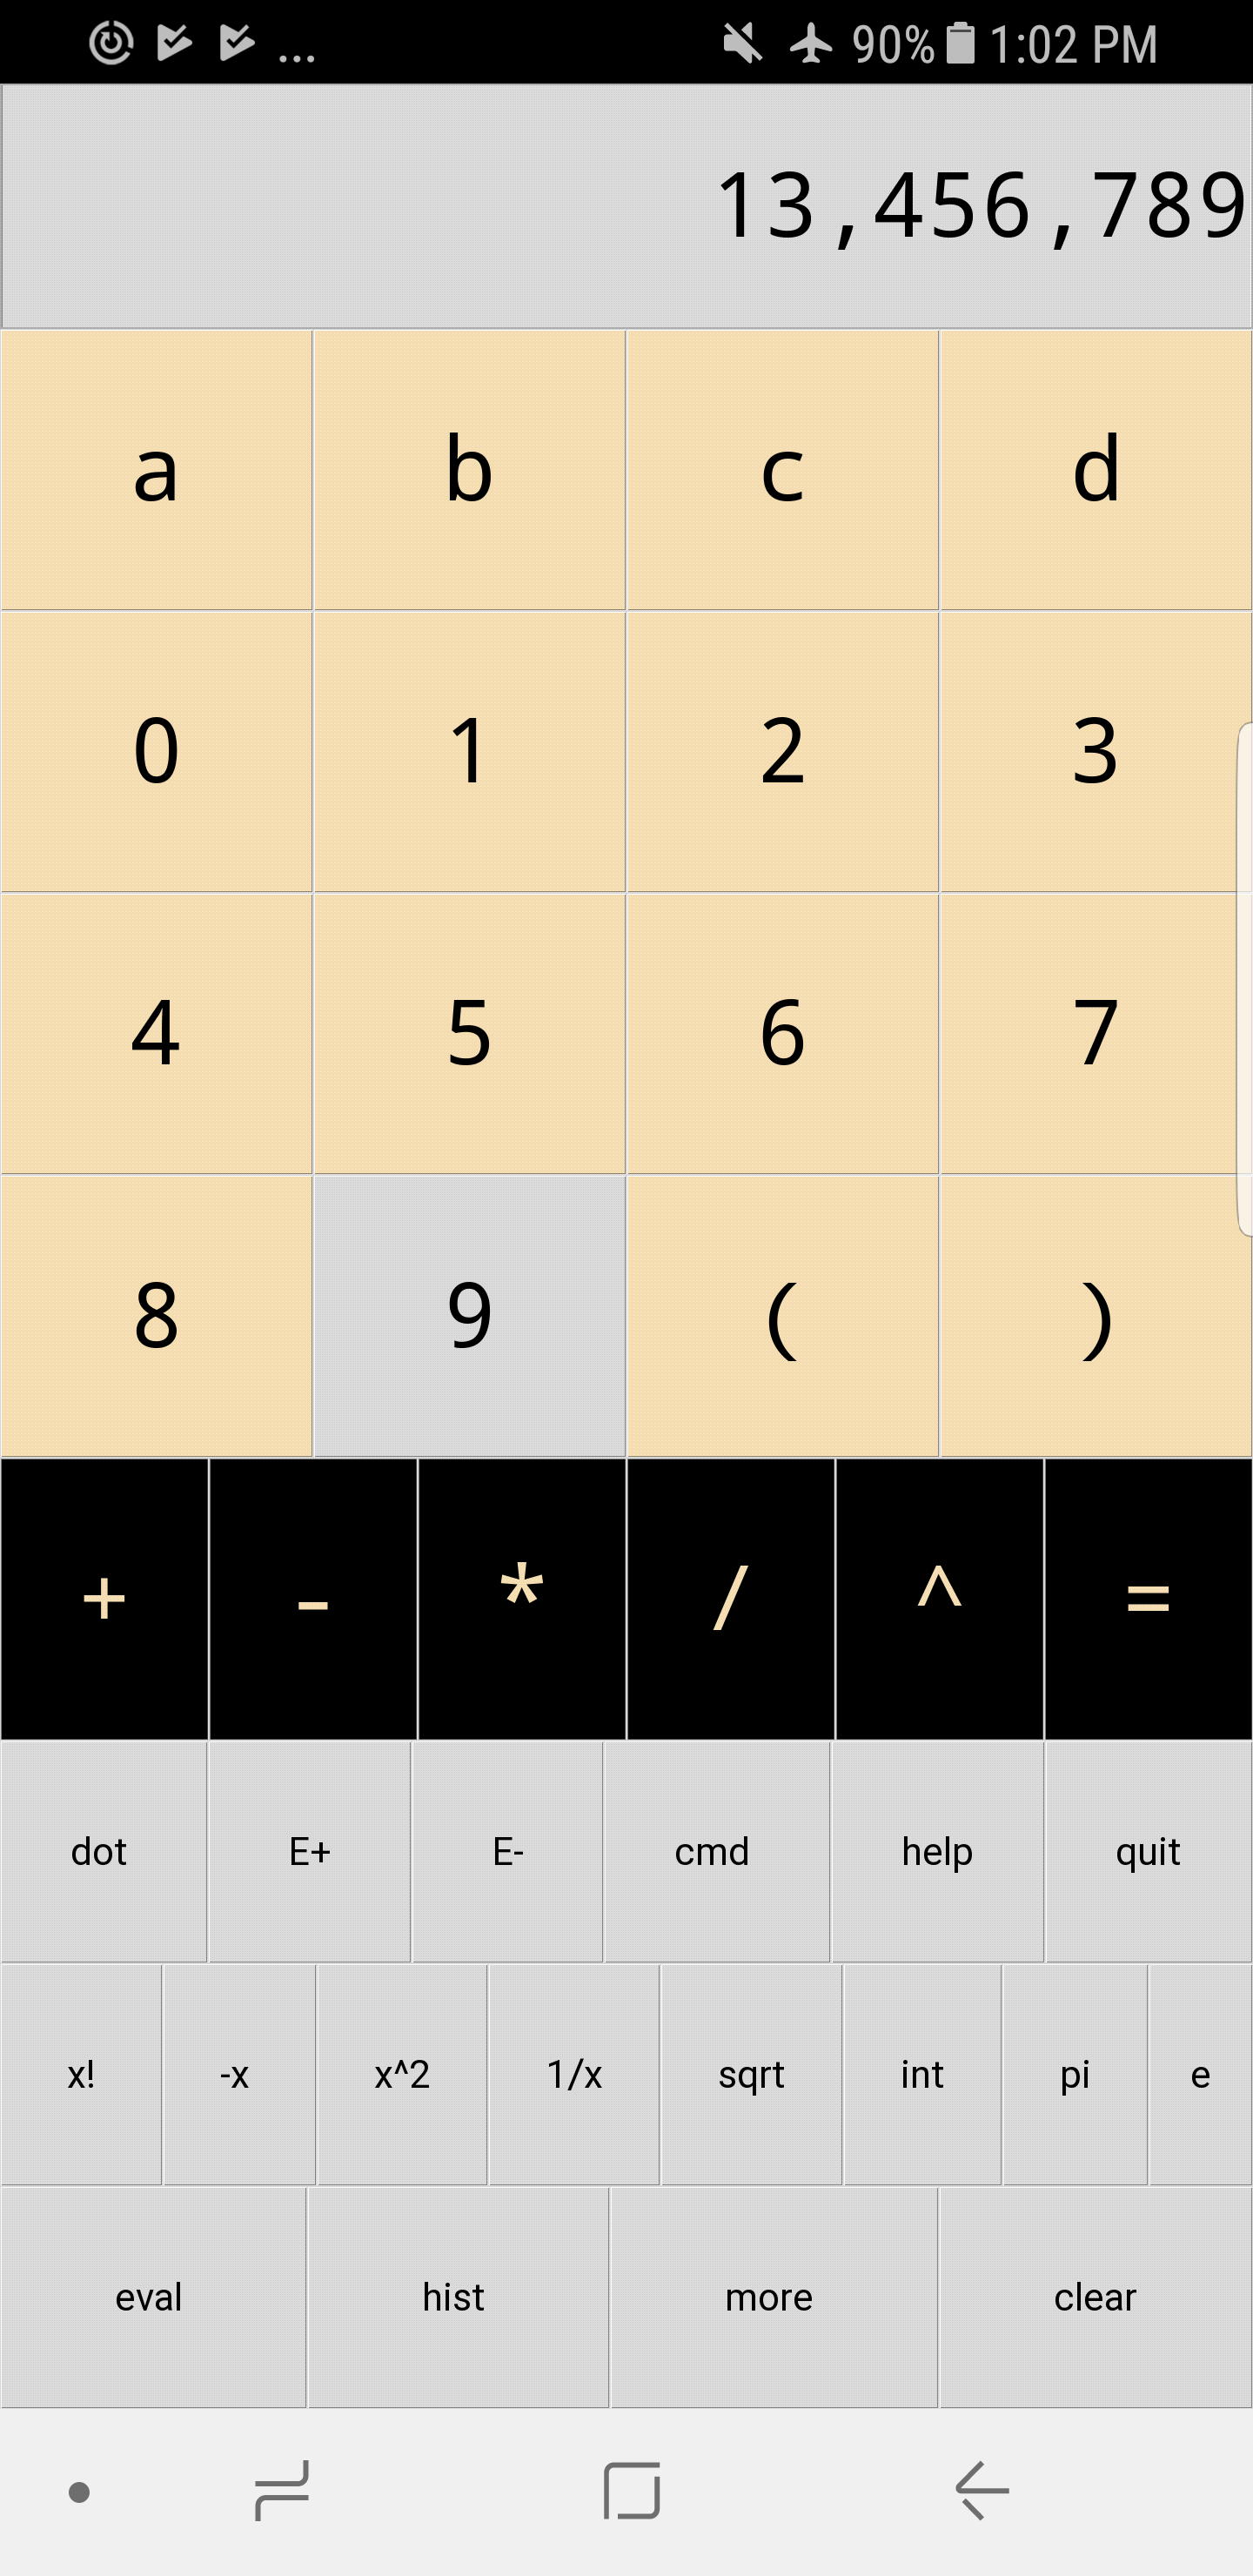 ... 90% 1:02 PM
13,456,789
a b c d
0 1 2 3
4 5 6 7
8 9 ( )
+ - * / ^ =
dot E+ E- cmd help quit
x! -x x^2 1/x sqrt int pi e
eval hist more clear